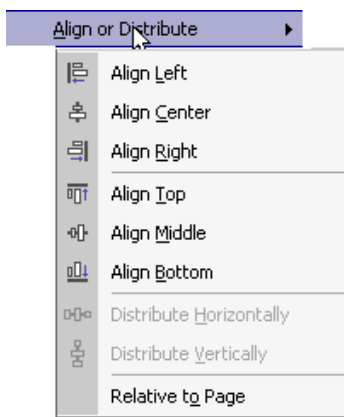 Align or Distribute
Align Left
Align Center
Align Right
Align Top
Align Middle
Align Bottom
Distribute Horizontally
Distribute Vertically
Relative to Page